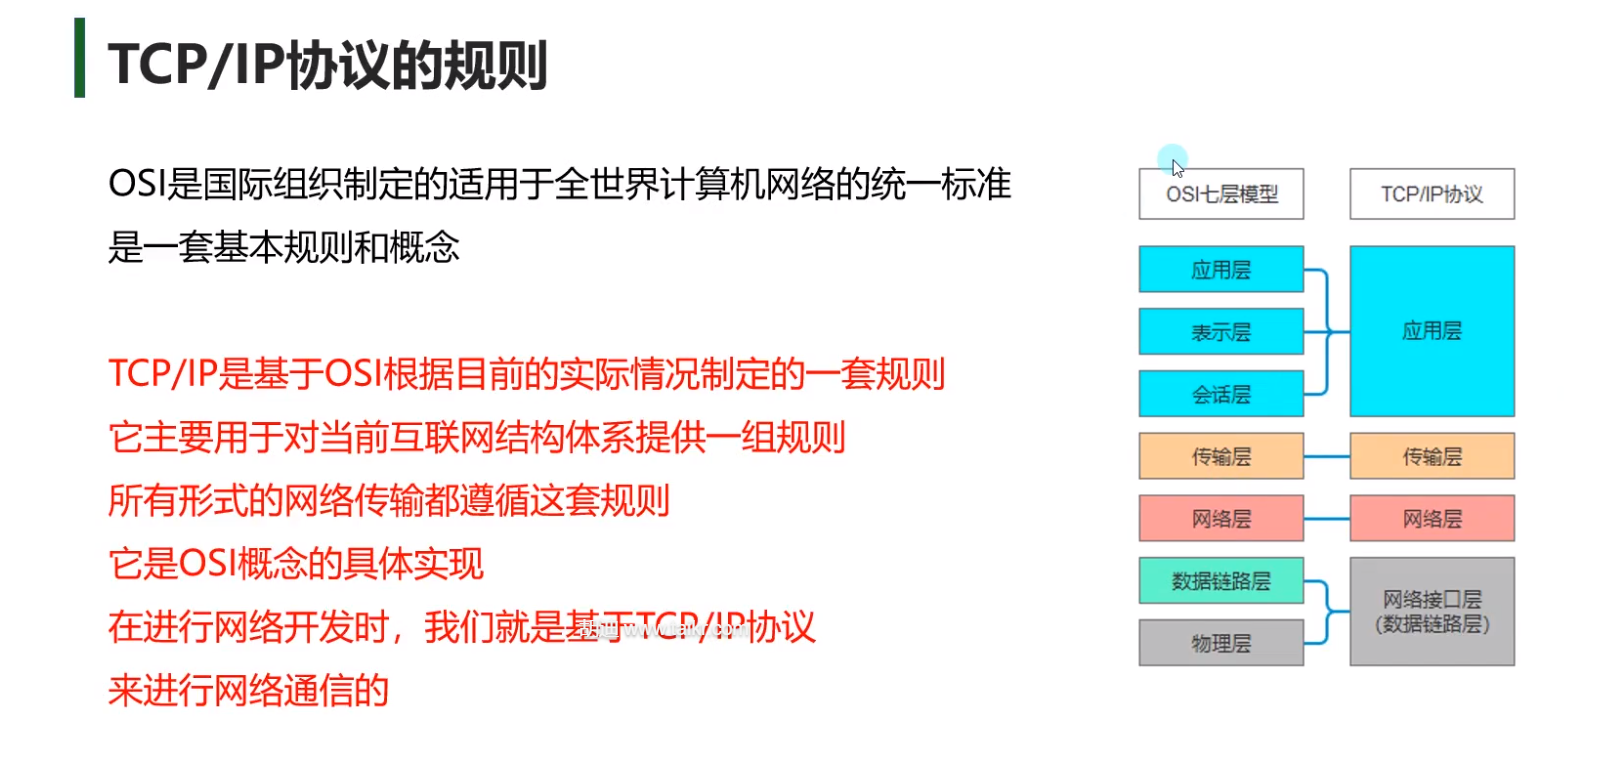 TCP/IP协议的规则
OSI是国际组织制定的适用于全世界计算机网络的统一标准
是一套基本规则和概念
TCP/IP是基于OSI根据目前的实际情况制定的一套规则
它主要用于对当前互联网结构体系提供一组规则
所有形式的网络传输都遵循这套规则
它是OSI概念的具体实现
在进行网络开发时，我们就是基于TCP/IP协议
来进行网络通信的
www.taikr.com
OSI七层模型
TCP/IP协议
应用层
表示层
会话层
应用层
传输层
传输层
网络层
网络层
数据链路层
物理层
网络接口层
(数据链路层)